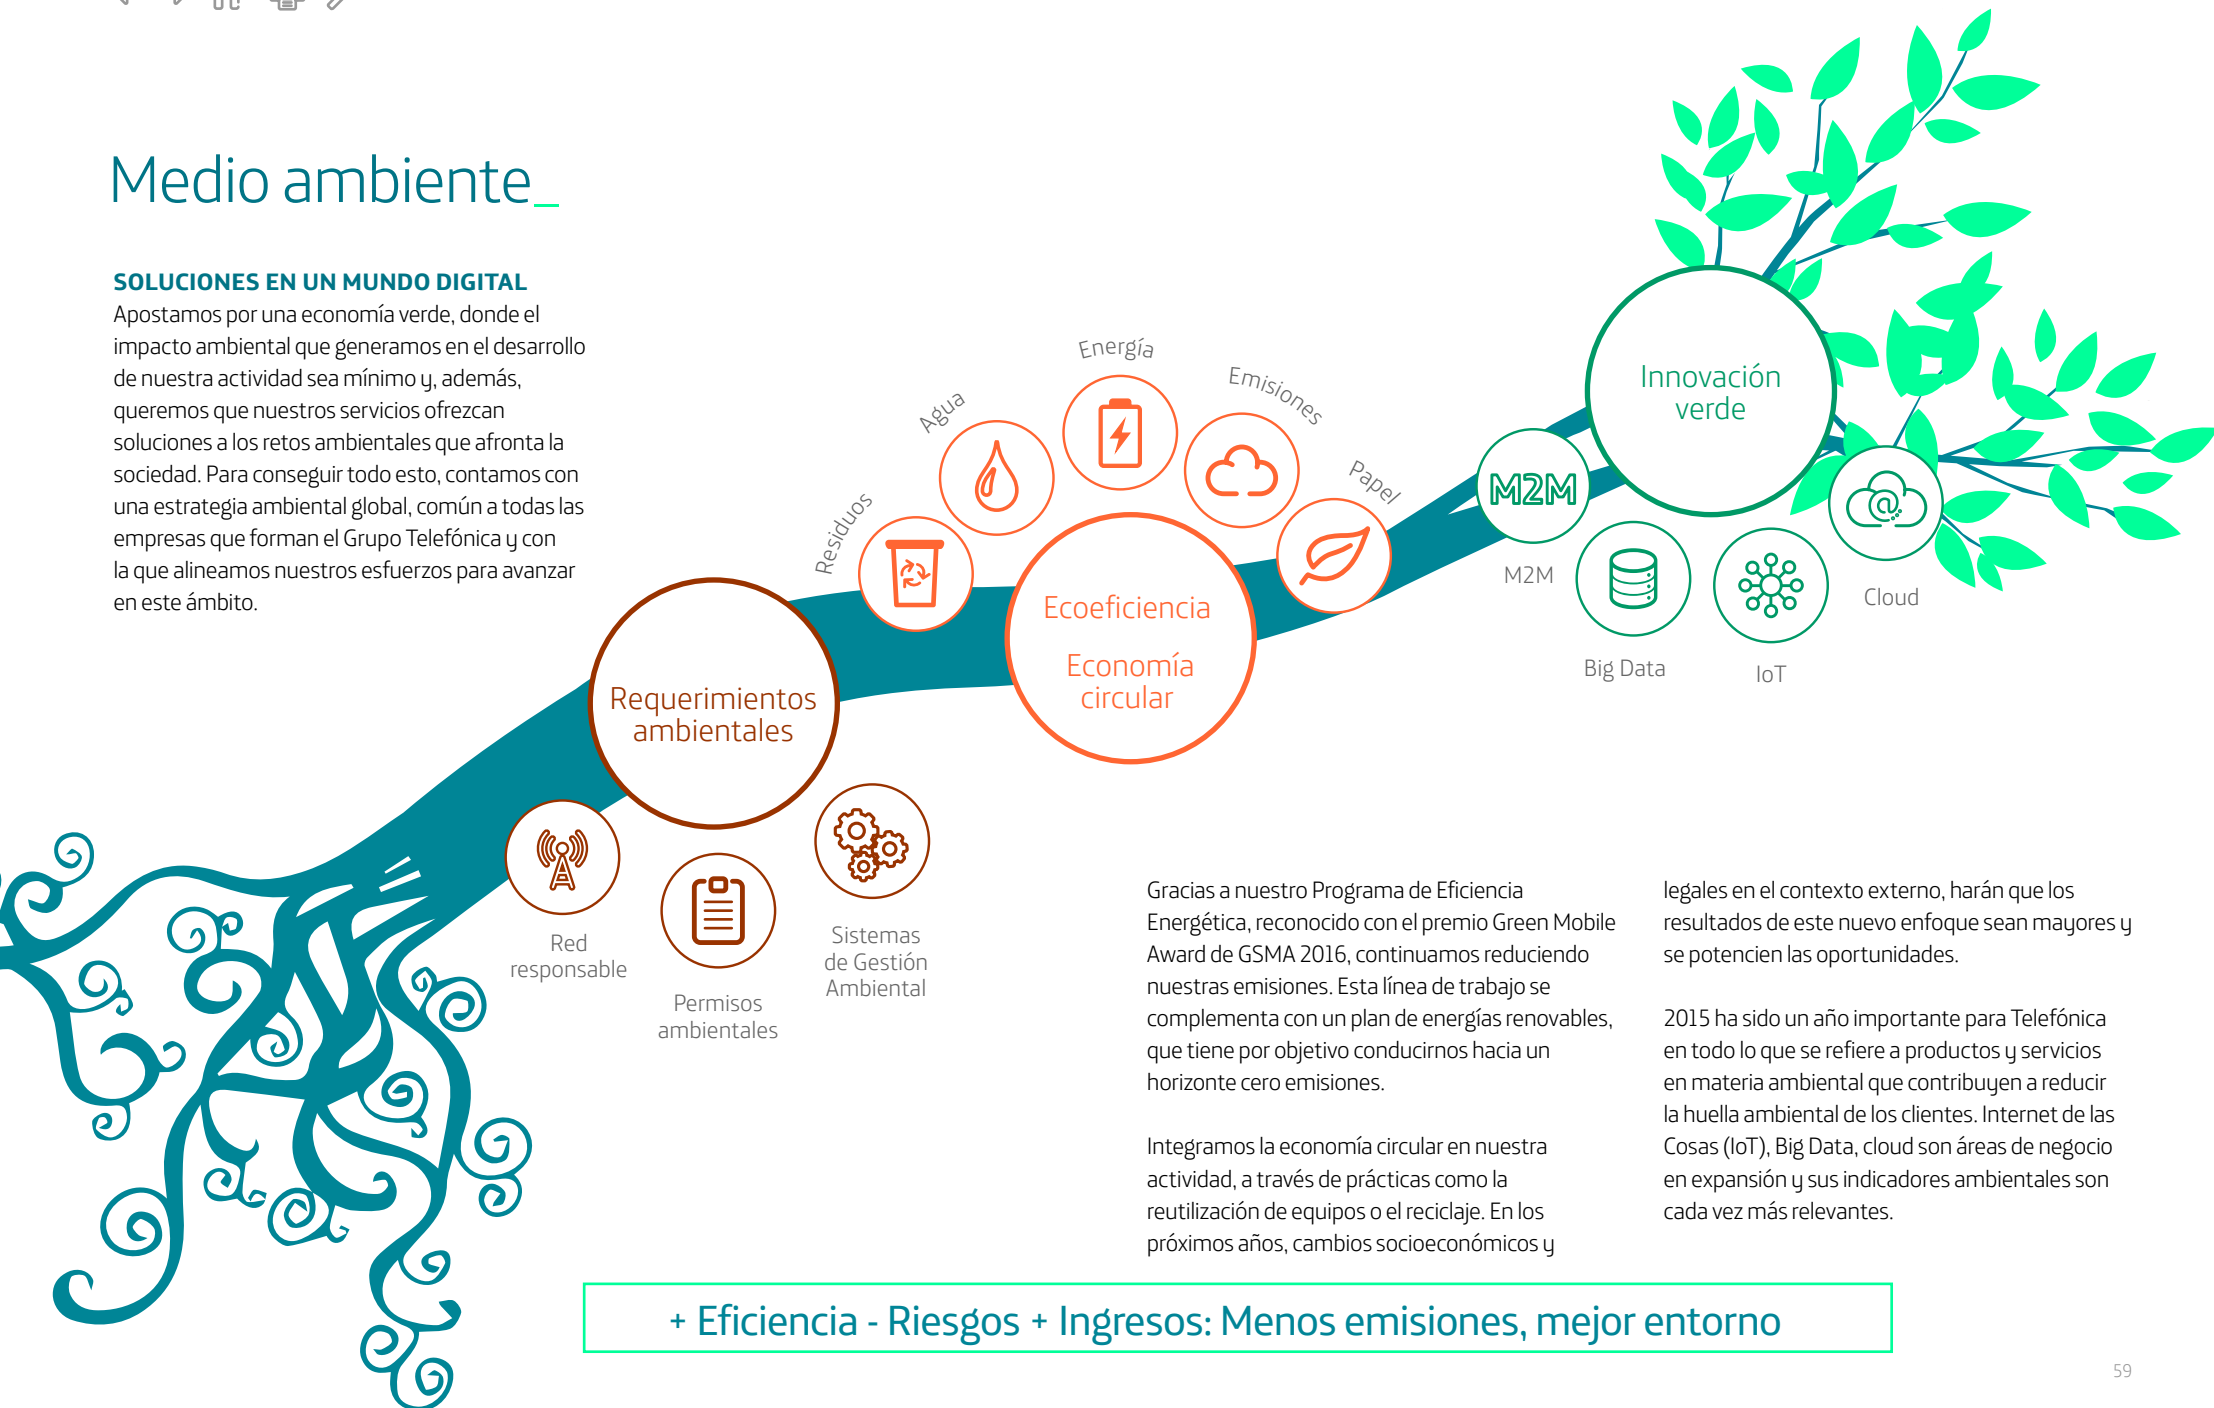 Medio ambiente_
SOLUCIONES EN UN MUNDO DIGITAL
Apostamos por una economía verde, donde el
impacto ambiental que generamos en el desarrollo
de nuestra actividad sea mínimo y, además,
queremos que nuestros servicios ofrezcan
soluciones a los retos ambientales que afronta la
sociedad. Para conseguir todo esto, contamos con
una estrategia ambiental global, común a todas las
empresas que forman el Grupo Telefónica y con
la que alineamos nuestros esfuerzos para avanzar
en este ámbito.
Requerimientos
ambientales
Red
responsable
Permisos
ambientales
Sistemas
de Gestión
Ambiental
Residuos
Agua
Energía
Emisiones
Papel
Ecoeficiencia
Economía
circular
Innovación
verde
M2M
M2M
Big Data
IoT
@
Cloud
Gracias a nuestro Programa de Eficiencia
Energética, reconocido con el premio Green Mobile
Award de GSMA 2016, continuamos reduciendo
nuestras emisiones. Esta línea de trabajo se
complementa con un plan de energías renovables,
que tiene por objetivo conducirnos hacia un
horizonte cero emisiones.
Integramos la economía circular en nuestra
actividad, a través de prácticas como la
reutilización de equipos o el reciclaje. En los
próximos años, cambios socioeconómicos y
legales en el contexto externo, harán que los
resultados de este nuevo enfoque sean mayores y
se potencien las oportunidades.
2015 ha sido un año importante para Telefónica
en todo lo que se refiere a productos y servicios
en materia ambiental que contribuyen a reducir
la huella ambiental de los clientes. Internet de las
Cosas (IoT), Big Data, cloud son áreas de negocio
en expansión y sus indicadores ambientales son
cada vez más relevantes.
+ Eficiencia - Riesgos + Ingresos: Menos emisiones, mejor entorno
59